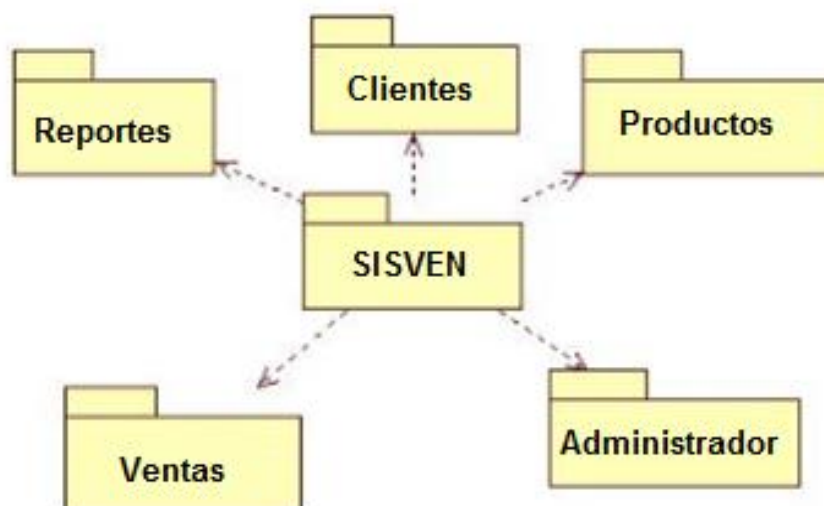 Clientes
Reportes
Productos
SISVEN
Ventas
Administrador